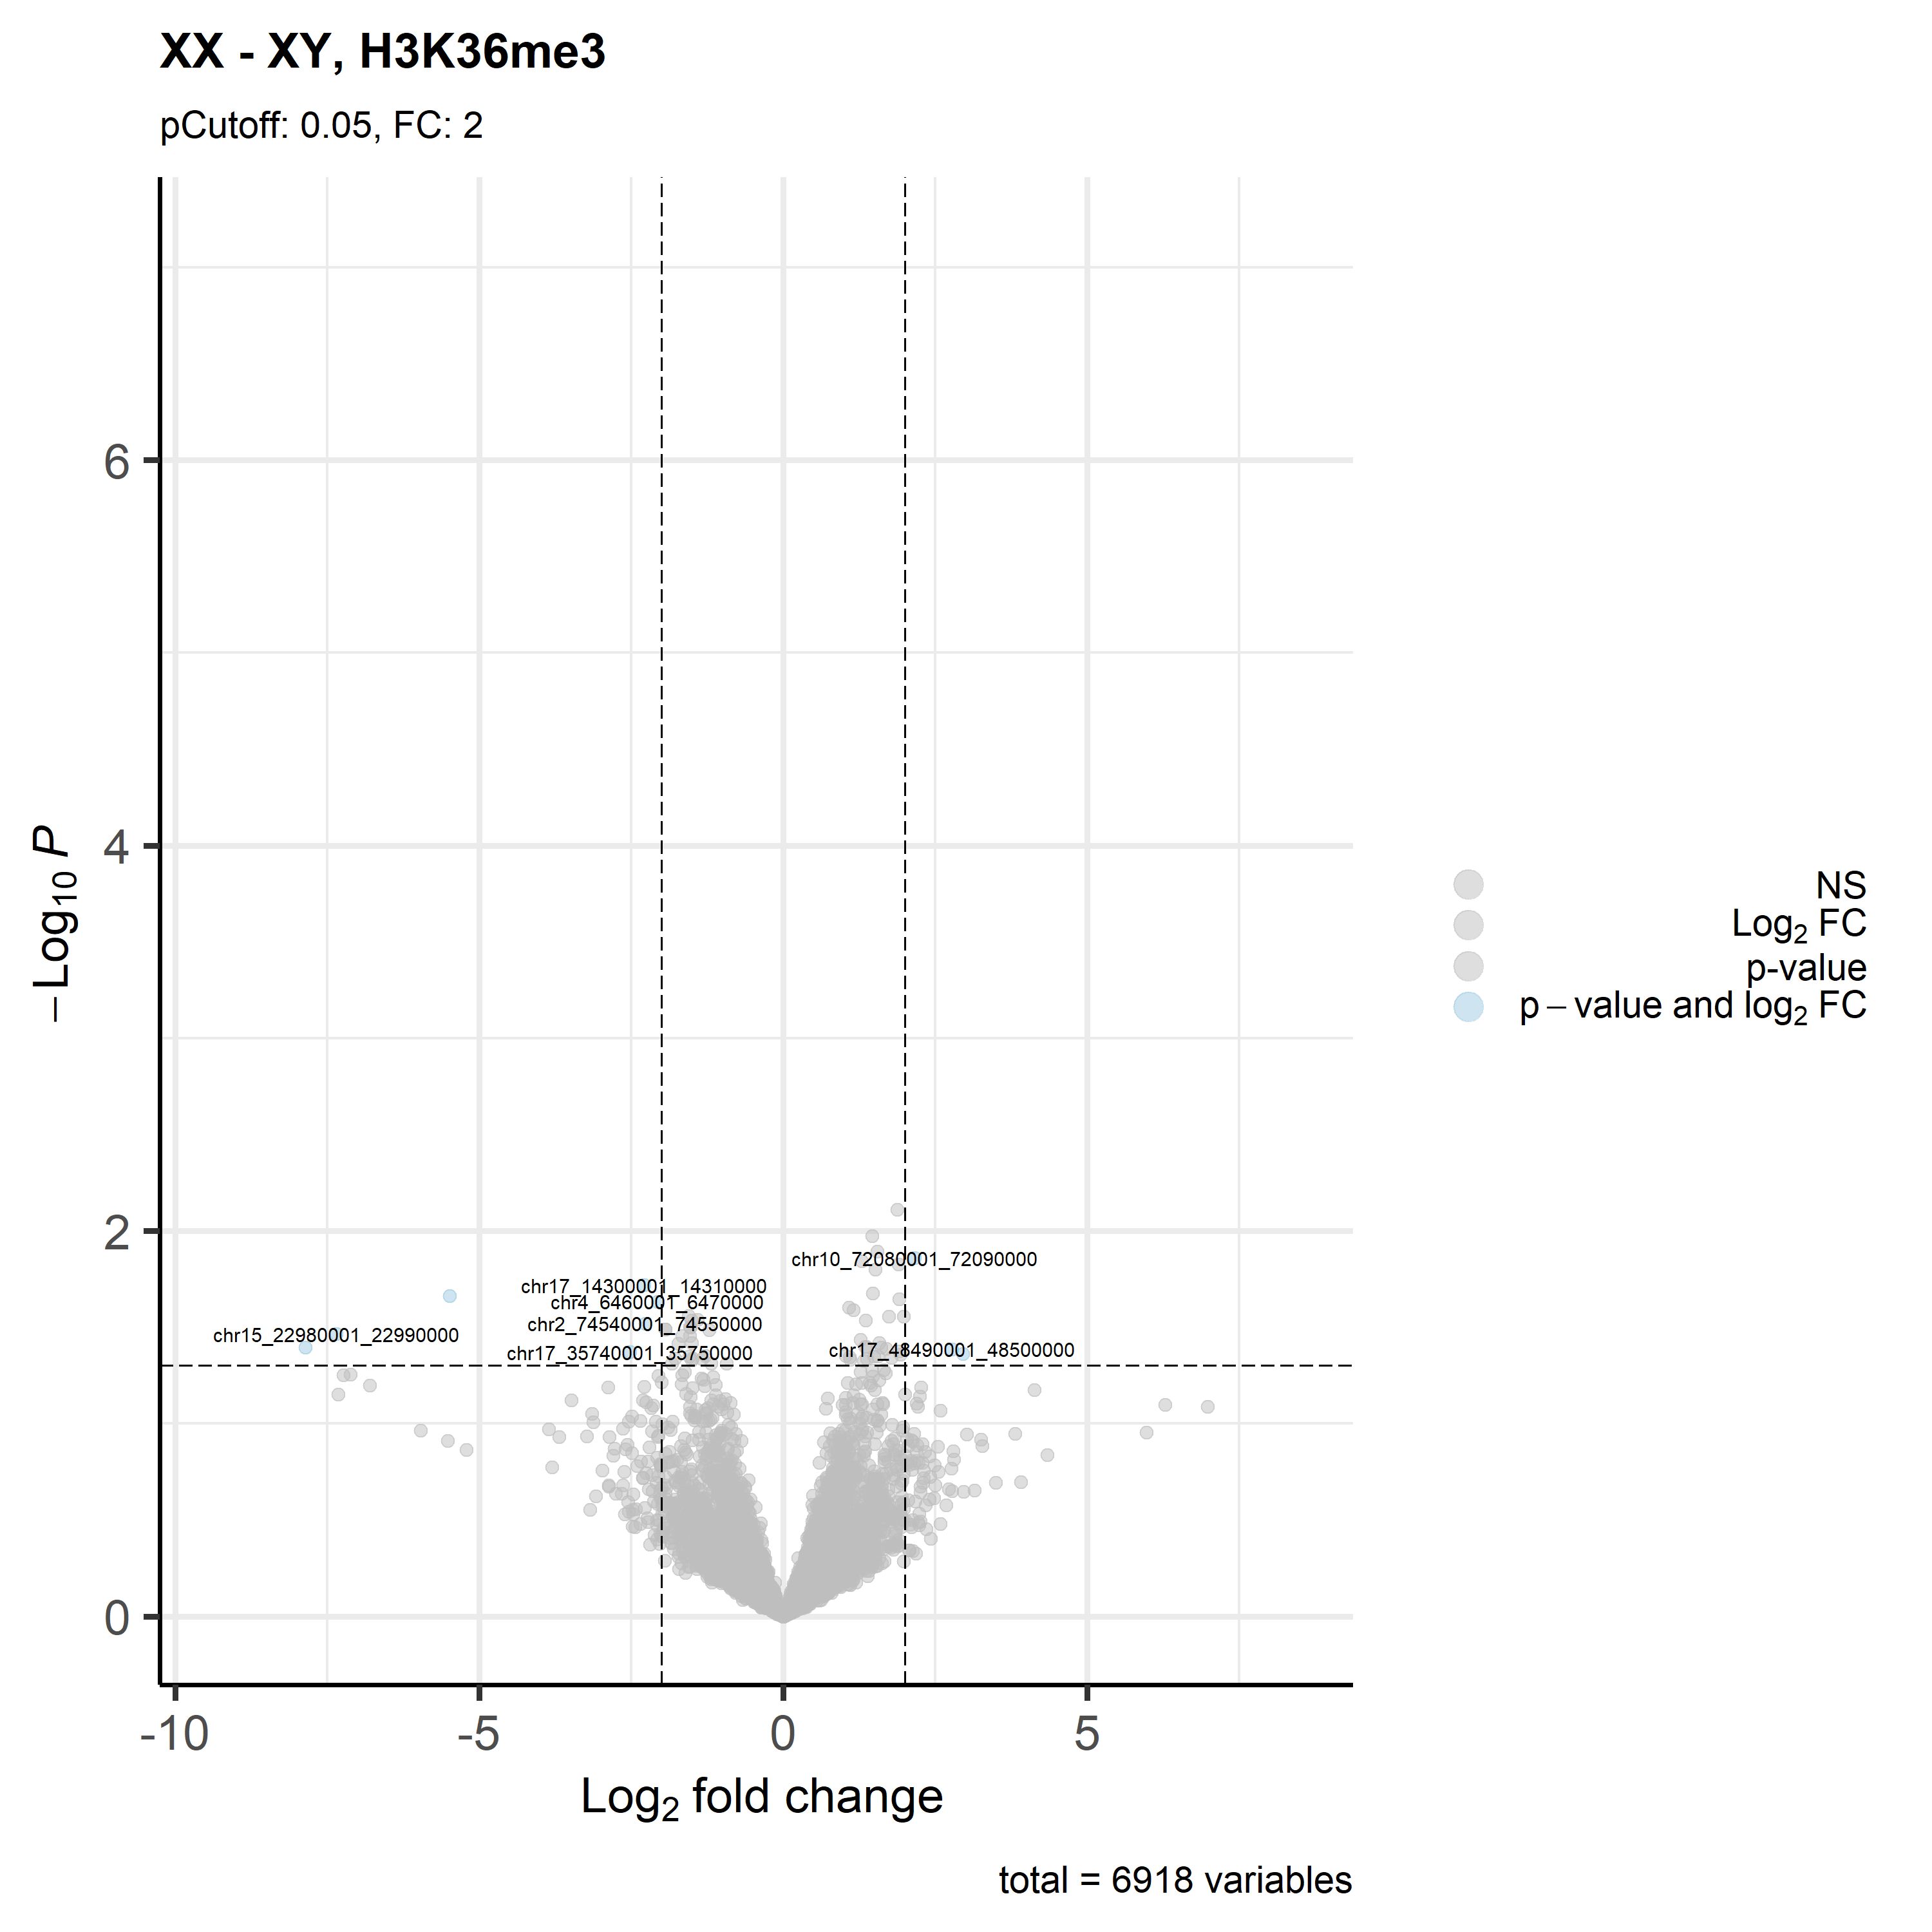 XX - XY, H3K36me3
pCutoff: 0.05, FC: 2
−Log10 P
6
4
2
0
chr10_72080001_72090000
chr17_14300001_14310000
chr4_6460001_6470000
chr2_74540001_74550000
chr15_22980001_22990000
chr17_48490001_48500000
chr17_35740001_35750000
-10
-5
0
5
Log2 fold change
NS
Log2 FC
p-value
p − value and log2 FC
total = 6918 variables